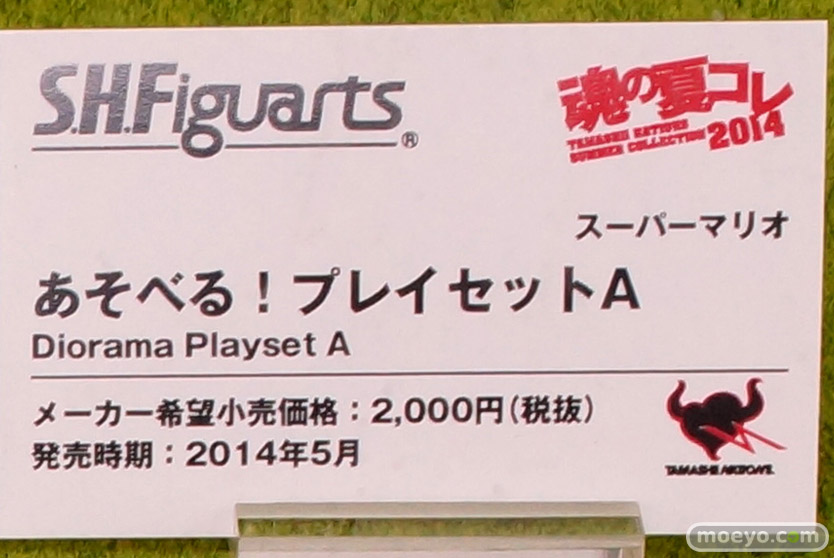 S.H.Figuarts®
魂の夏コレ
TAMASHII NATIONS
SUMMER COLLECTION 2014
スーパーマリオ
あそべる!プレイセットA
Diorama Playset A
メーカー希望小売価格:2,000円(税抜)
発売時期:2014年5月
TAMASHII NATIONS
moeyo.com